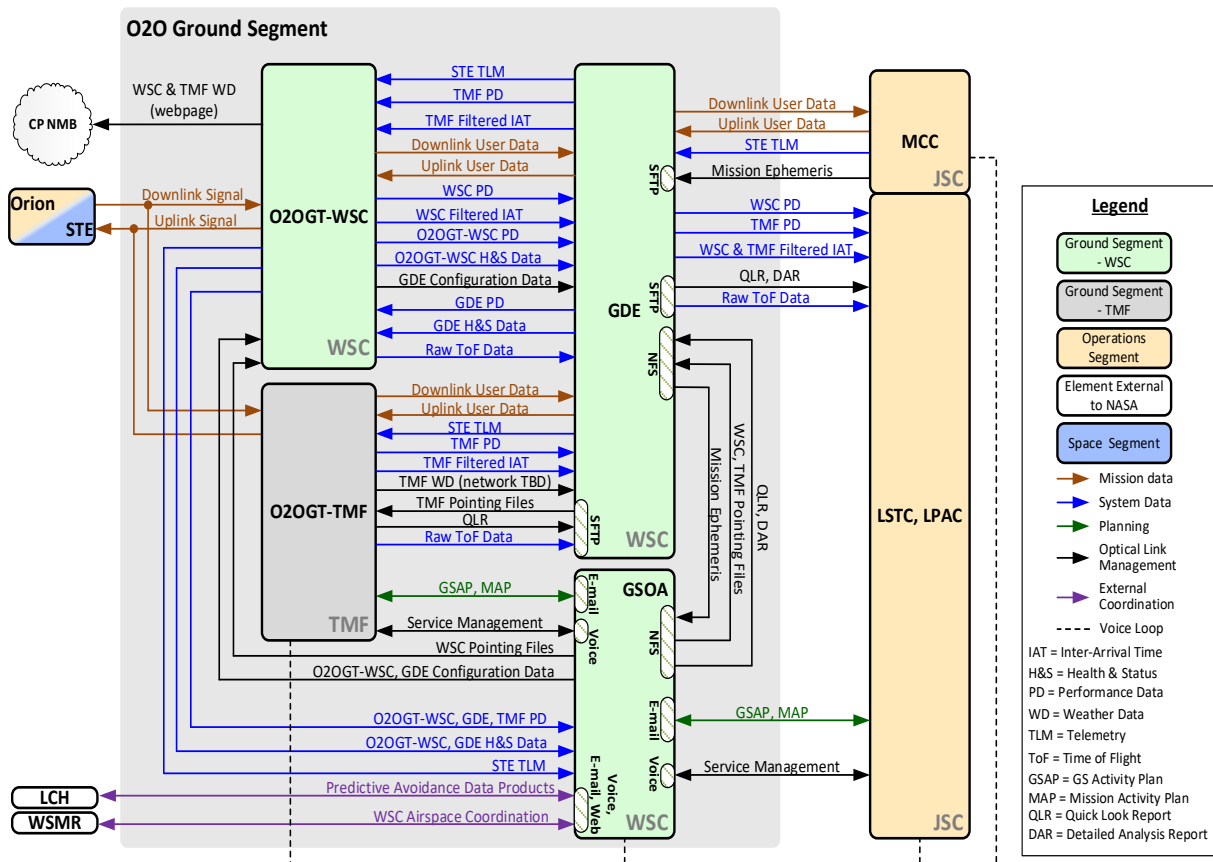 O2O Ground Segment
WSC & TMF WD
(webpage)
CP NMB
Orion
STE
Downlink Signal
Uplink Signal
O2OGT-WSC
WSC
STE TLM
TMF PD
TMF Filtered IAT
Downlink User Data
Uplink User Data
WSC PD
WSC Filtered IAT
O2OGT-WSC PD
O2OGT-WSC H&S Data
GDE Configuration Data
GDE PD
GDE H&S Data
Raw ToF Data
O2OGT-TMF
TMF
Downlink User Data
Uplink User Data
STE TLM
TMF PD
TMF Filtered IAT
TMF WD (network TBD)
TMF Pointing Files
QLR
Raw ToF Data
GSAP, MAP
Service Management
WSC Pointing Files
O2OGT-WSC, GDE Configuration Data
O2OGT-WSC, GDE, TMF PD
O2OGT-WSC, GDE H&S Data
STE TLM
Predictive Avoidance Data Products
WSC Airspace Coordination
LCH
WSMR
GDE
SFTP
SFTP
NFS
SFTP
WSC
GSOA
E-mail
Voice
NFS
E-mail
Voice
Voice,
E-mail, Web
WSC
Downlink User Data
Uplink User Data
STE TLM
Mission Ephemeris
WSC PD
TMF PD
WSC & TMF Filtered IAT
QLR, DAR
Raw ToF Data
Mission Ephemeris
WSC, TMF Pointing Files
QLR, DAR
GSAP, MAP
Service Management
MCC
JSC
LSTC, LPAC
JSC
Legend
Ground Segment
- WSC
Ground Segment
- TMF
Operations
Segment
Element External
to NASA
Space Segment
Mission data
System Data
Planning
Optical Link
Management
External
Coordination
Voice Loop
IAT = Inter-Arrival Time
H&S = Health & Status
PD = Performance Data
WD = Weather Data
TLM = Telemetry
ToF = Time of Flight
GSAP = GS Activity Plan
MAP = Mission Activity Plan
QLR = Quick Look Report
DAR = Detailed Analysis Report